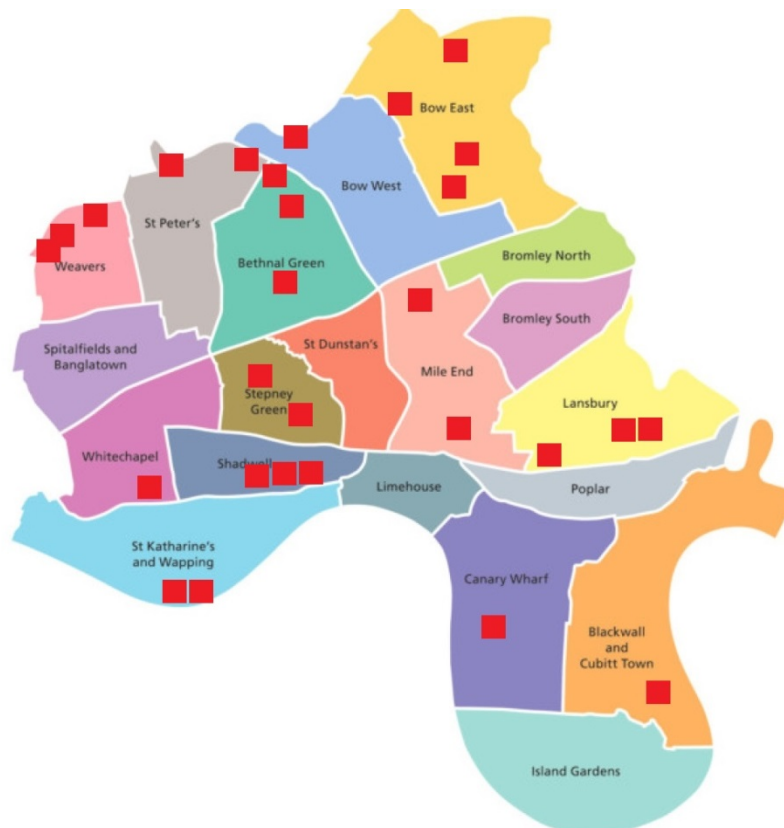 Bow East
Bow West
St Peter's
Weavers
Bethnal Green
Bromley North
Bromley South
Spitalfields and
Banglatown
St Dunstan's
Mile End
Stepney
Green
Lansbury
Whitechapel
Shadwell
Limehouse
Poplar
St Katharine's
and Wapping
Canary Wharf
Blackwall
and
Cubitt Town
Island Gardens